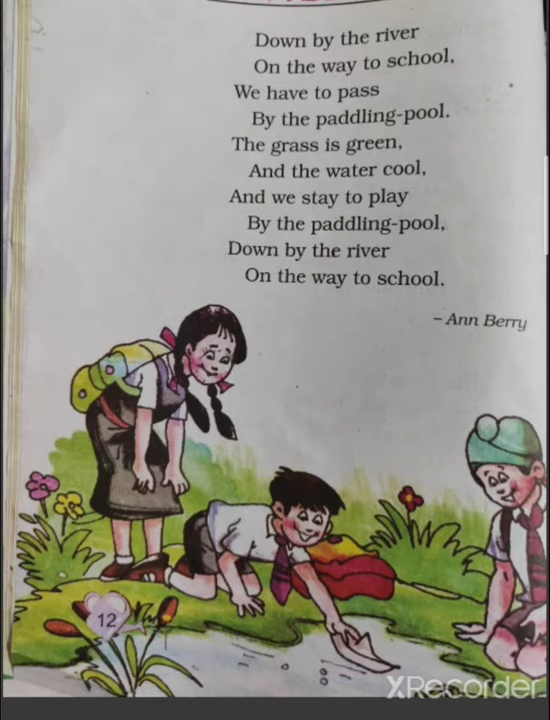 Down by the river
On the way to school,
We have to pass
By the paddling-pool.
The grass is green,
And the water cool,
And we stay to play
By the paddling-pool,
Down by the river
On the way to school.
– Ann Berry
12
XRecorder